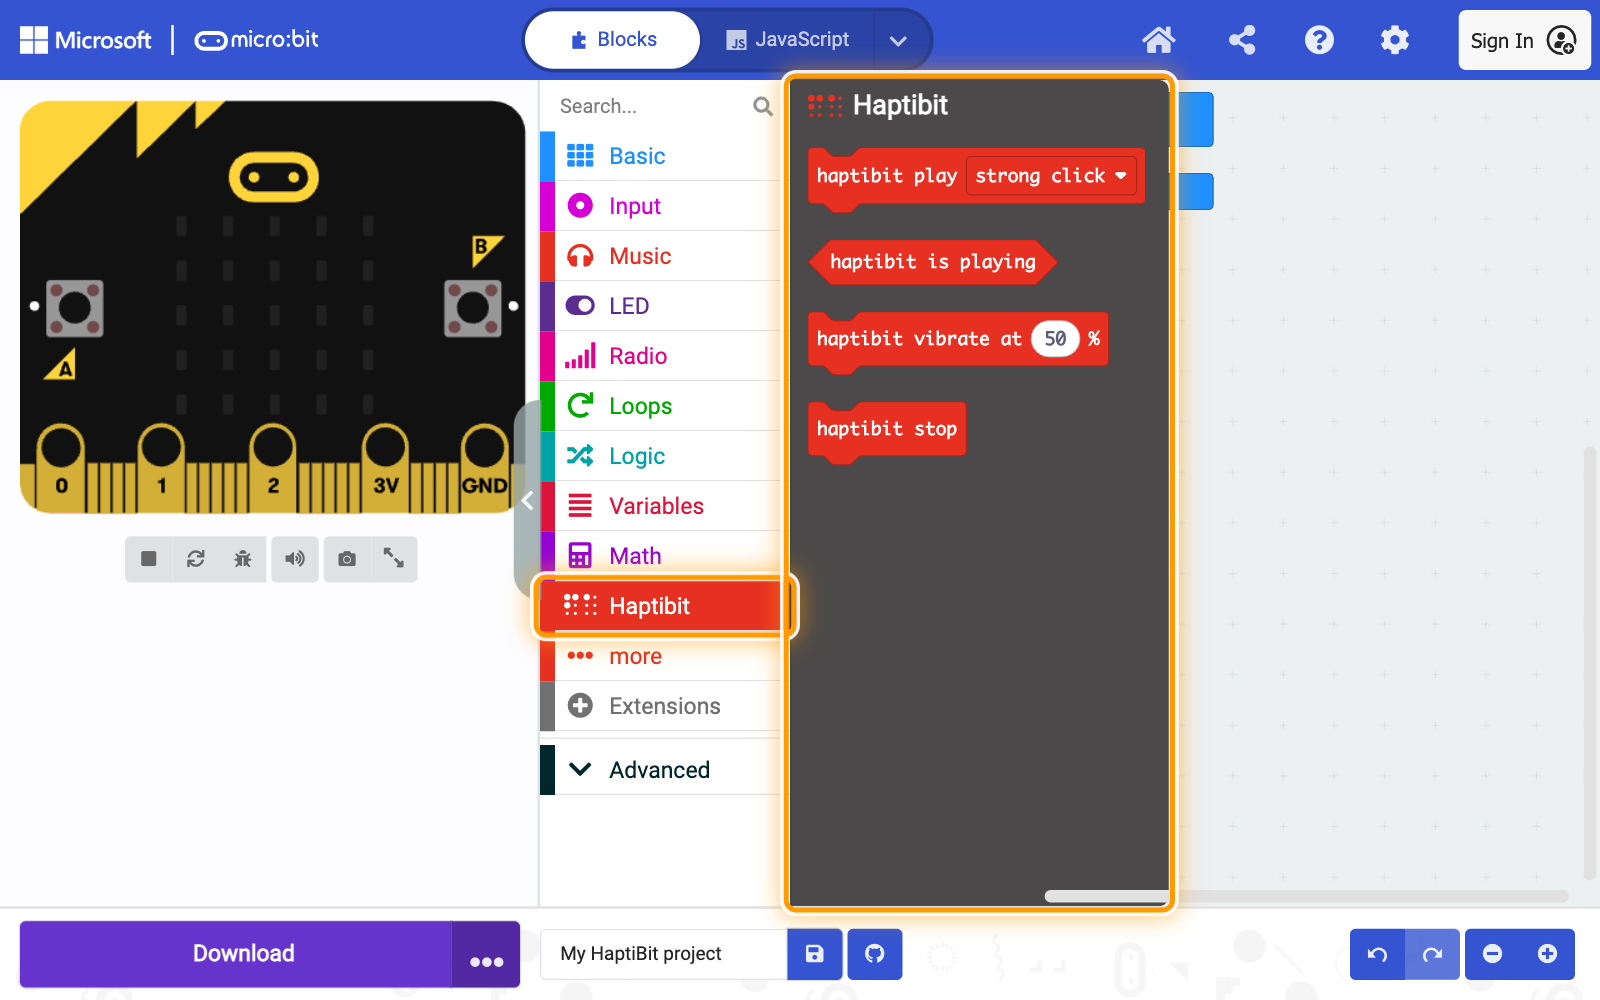 Microsoft | micro:bit
Blocks
JavaScript
Sign In
B
A
0 1 2 3V GND
Search...
Basic
Input
Music
LED
Radio
Loops
Logic
Variables
Math
Haptibit
more
Extensions
Advanced
Haptibit
haptibit play strong click
haptibit is playing
haptibit vibrate at 50 %
haptibit stop
Download
My HaptiBit project